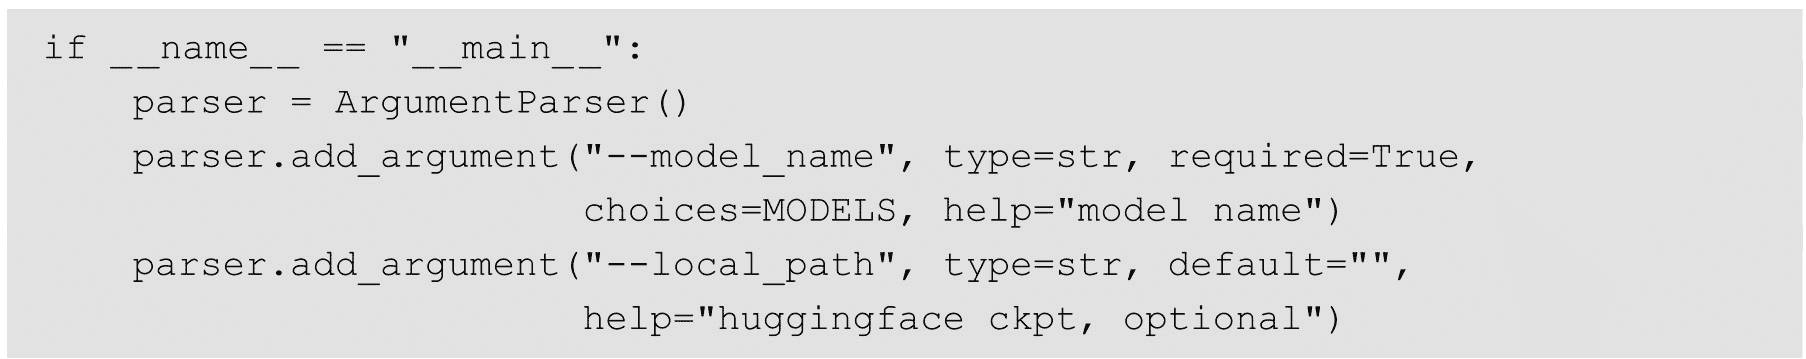 if __name__ == "__main__":
    parser = ArgumentParser()
    parser.add_argument("--model_name", type=str, required=True,
                        choices=MODELS, help="model name")
    parser.add_argument("--local_path", type=str, default="",
                        help="huggingface ckpt, optional")